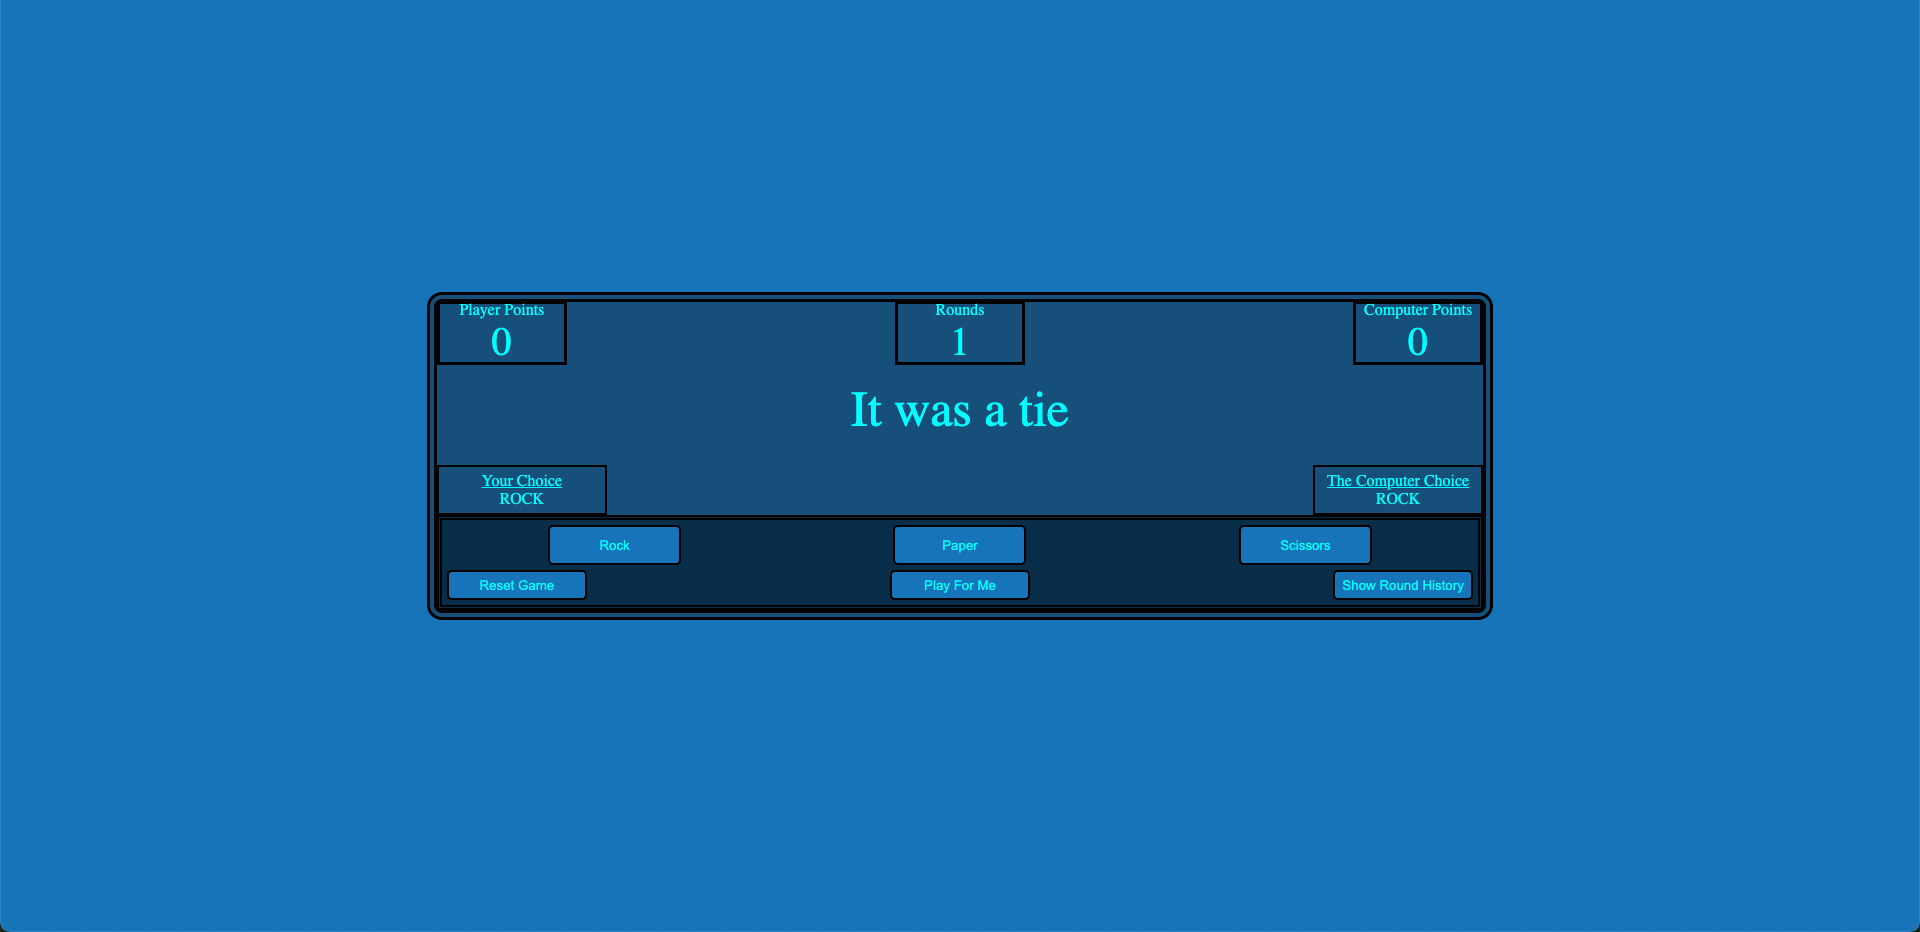 Player Points
0
Rounds
1
Computer Points
0
It was a tie
Your Choice
ROCK
The Computer Choice
ROCK
Rock
Paper
Scissors
Reset Game
Play For Me
Show Round History